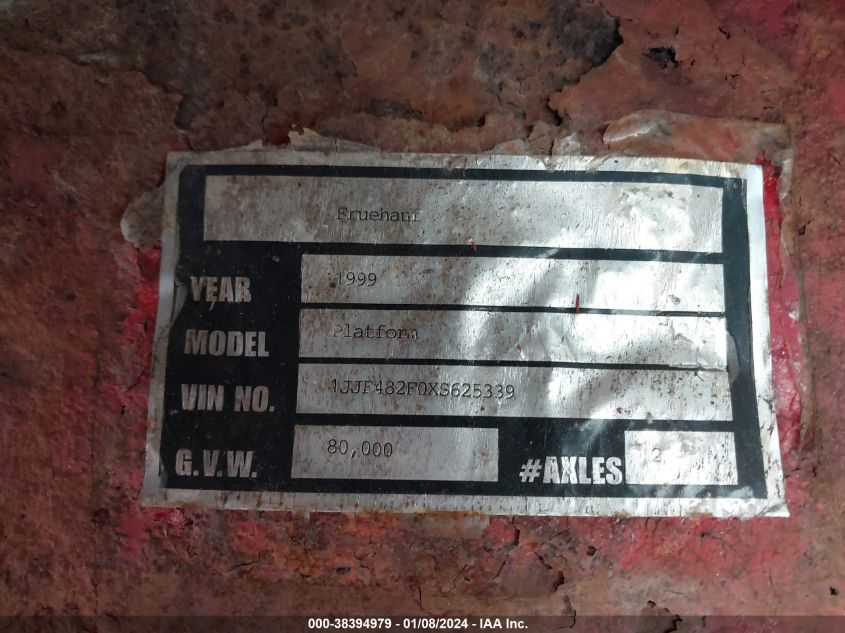 Fruehauf
YEAR 1999
MODEL Platform
VIN NO. 1JJF482F0XS625339
G.V.W. 80,000 #AXLES 2
000-38394979 - 01/08/2024 - IAA Inc.